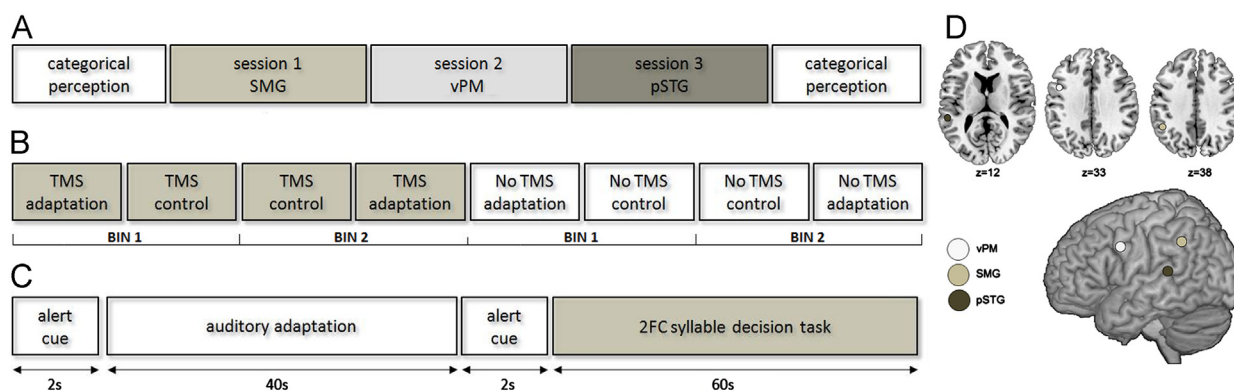 A
categorical
perception
session 1
SMG
session 2
vPM
session 3
pSTG
categorical
perception
B
TMS
adaptation
TMS
control
TMS
control
TMS
adaptation
No TMS
adaptation
No TMS
control
No TMS
control
No TMS
adaptation
BIN 1
BIN 2
BIN 1
BIN 2
C
alert
cue
auditory adaptation
alert
cue
2FC syllable decision task
2s
40s
2s
60s
D
z=12
z=33
z=38
vPM
SMG
pSTG